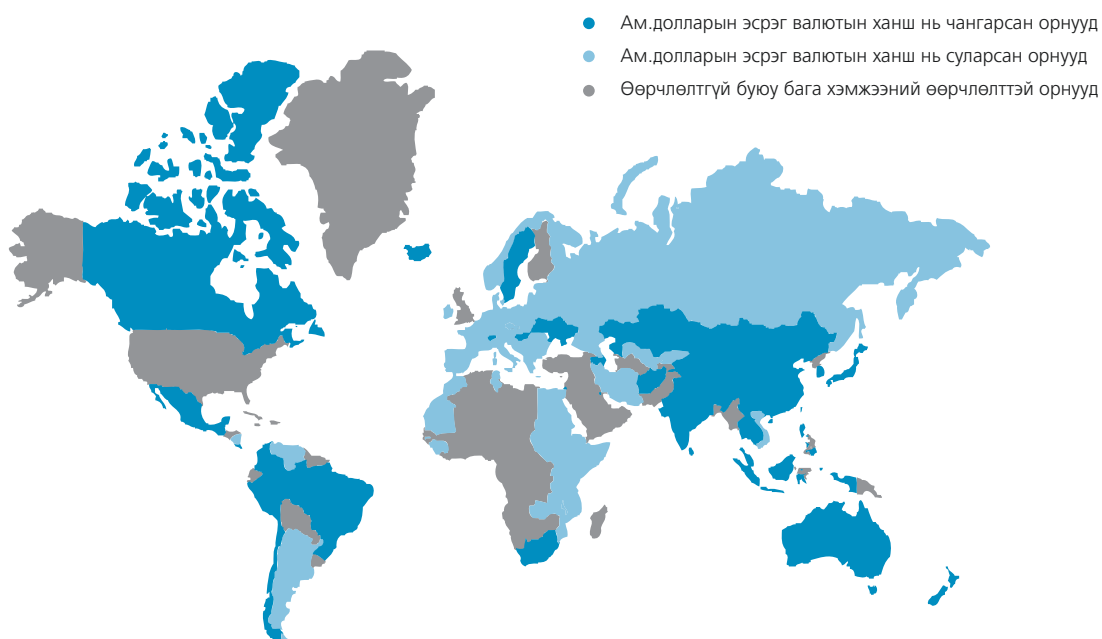 Ам.долларын эсрэг валютын ханш нь чангарсан орнууд
Ам.долларын эсрэг валютын ханш нь суларсан орнууд
Өөрчлөлтгүй буюу бага хэмжээний өөрчлөлттэй орнууд